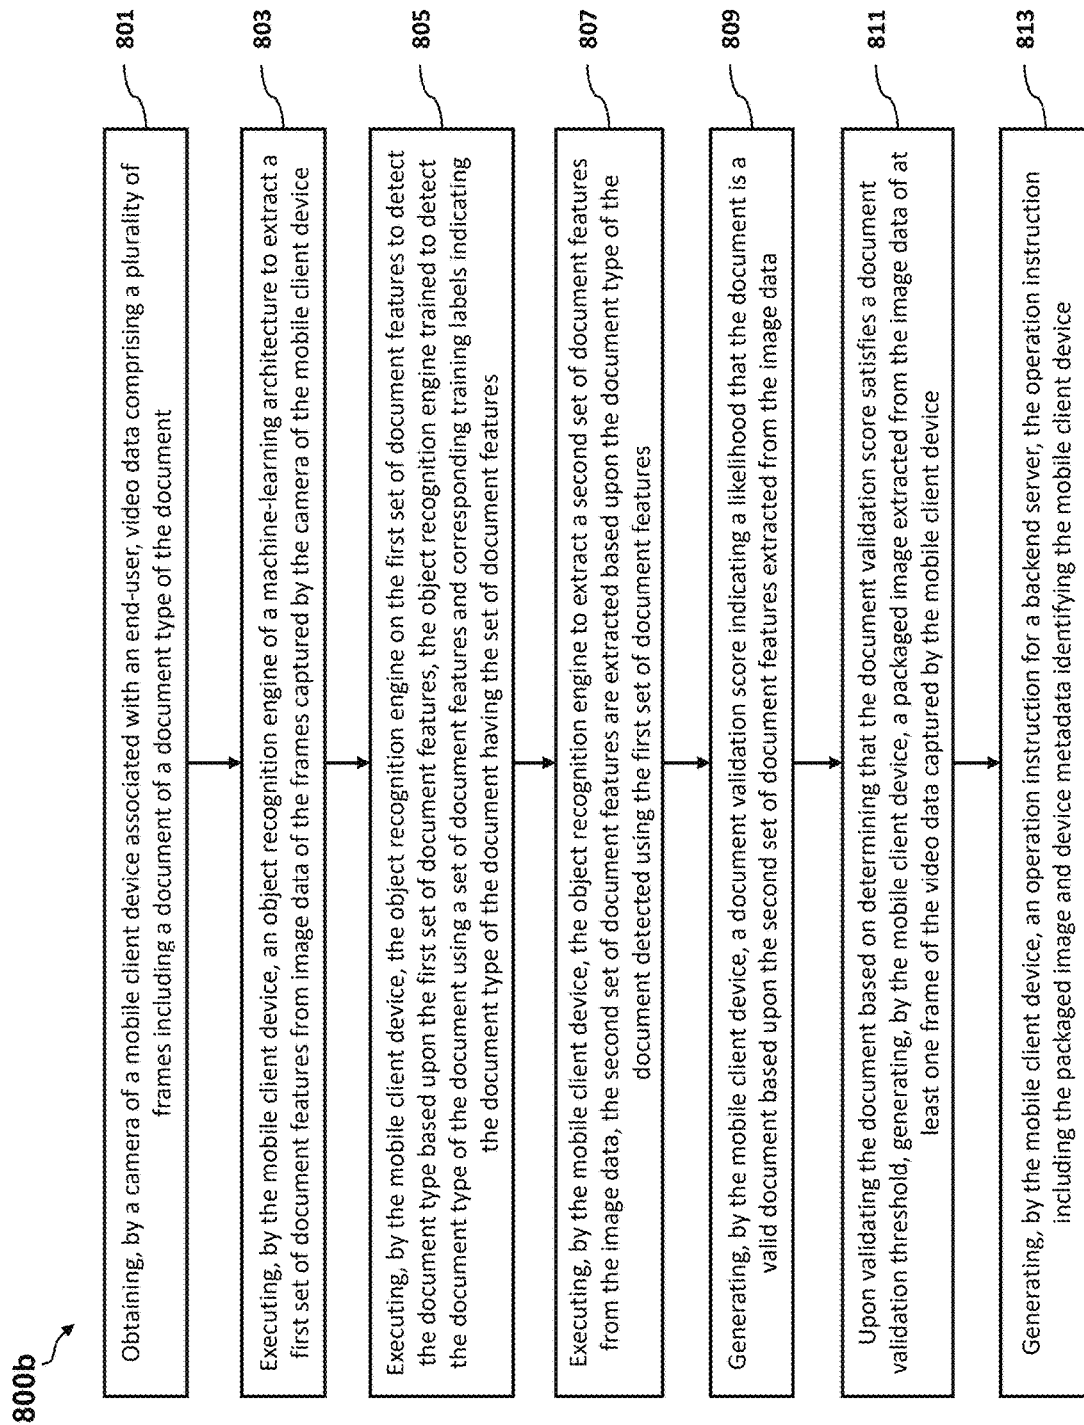 800b
Obtaining, by a camera of a mobile client device associated with an end-user, video data comprising a plurality of
frames including a document of a document type of the document
801
Executing, by the mobile client device, an object recognition engine of a machine-learning architecture to extract a
first set of document features from image data of the frames captured by the camera of the mobile client device
803
Executing, by the mobile client device, the object recognition engine on the first set of document features to detect
the document type based upon the first set of document features, the object recognition engine trained to detect
the document type of the document using a set of document features and corresponding training labels indicating
the document type of the document having the set of document features
805
Executing, by the mobile device, the object recognition engine to extract a second set of document features
from the image data, the second set of document features are extracted based upon the document type of the
document detected using the first set of document features
807
Generating, by the mobile client device, a document validation score indicating a likelihood that the document is a
valid document based upon the second set of document features extracted from the image data
809
Upon validating the document based on determining that the document validation score satisfies a document
validation threshold, generating, by the mobile client device, a packaged image extracted from the image data of at
least one frame of the video data captured by the mobile client device
811
Generating, by the mobile client device, an operation instruction for a backend server, the operation instruction
including the packaged image and device metadata identifying the mobile client device
813